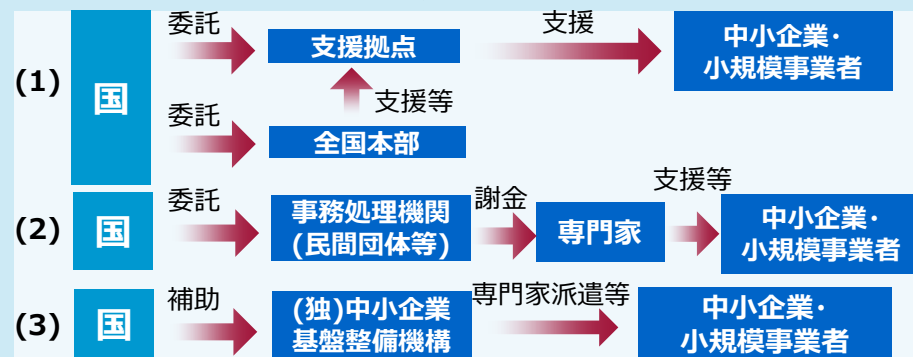 (1)
国
委託
支援拠点
支援
中小企業・
小規模事業者
支援等
委託
全国本部
(2)
国
委託
事務処理機関
(民間団体等)
謝金
専門家
支援等
中小企業・
小規模事業者
(3)
国
補助
(独)中小企業
基盤整備機構
専門家派遣等
中小企業・
小規模事業者